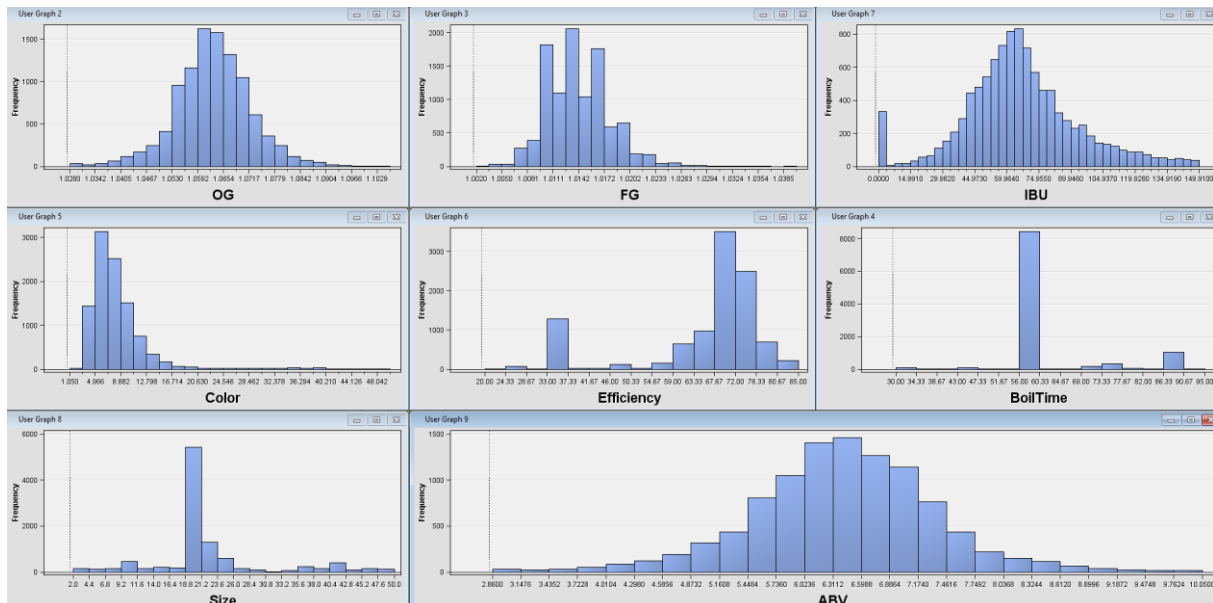 User Graph 2
Frequency
1500
1000
500
0
1.0280 1.0342 1.0405 1.0467 1.0530 1.0592 1.0654 1.0717 1.0779 1.0842 1.0904 1.0966 1.1029
OG
User Graph 3
Frequency
2000
1500
1000
500
0
1.0020 1.0050 1.0081 1.0111 1.0142 1.0172 1.0202 1.0233 1.0263 1.0294 1.0324 1.0354 1.0385
FG
User Graph 7
Frequency
800
600
400
200
0
0.0000 14.9910 29.9820 44.9730 59.9640 74.9550 89.9460 104.9370 119.9280 134.9190 149.9100
IBU
User Graph 5
Frequency
3000
2000
1000
0
1.050 4.966 8.882 12.798 16.714 20.630 24.546 28.462 32.378 36.294 40.210 44.126 48.042
Color
User Graph 6
Frequency
3000
2000
1000
0
20.00 24.33 28.67 33.00 37.33 41.67 46.00 50.33 54.67 59.00 63.33 67.67 72.00 76.33 80.67 85.00
Efficiency
User Graph 4
Frequency
8000
6000
4000
2000
0
30.00 34.33 38.67 43.00 47.33 51.67 56.00 60.33 64.67 69.00 73.33 77.67 82.00 86.33 90.67 95.00
BoilTime
User Graph 8
Frequency
6000
4000
2000
0
2.0 4.4 6.8 9.2 11.6 14.0 16.4 18.8 21.2 23.6 26.0 28.4 30.8 33.2 35.6 38.0 40.4 42.8 45.2 47.6 50.0
Size
User Graph 9
Frequency
1500
1000
500
0
2.8600 3.1476 3.4352 3.7228 4.0104 4.2980 4.5856 4.8732 5.1608 5.4484 5.7360 6.0236 6.3112 6.5988 6.8864 7.1740 7.4616 7.7492 8.0368 8.3244 8.6120 8.8996 9.1872 9.4748 9.7624 10.0500
ABV